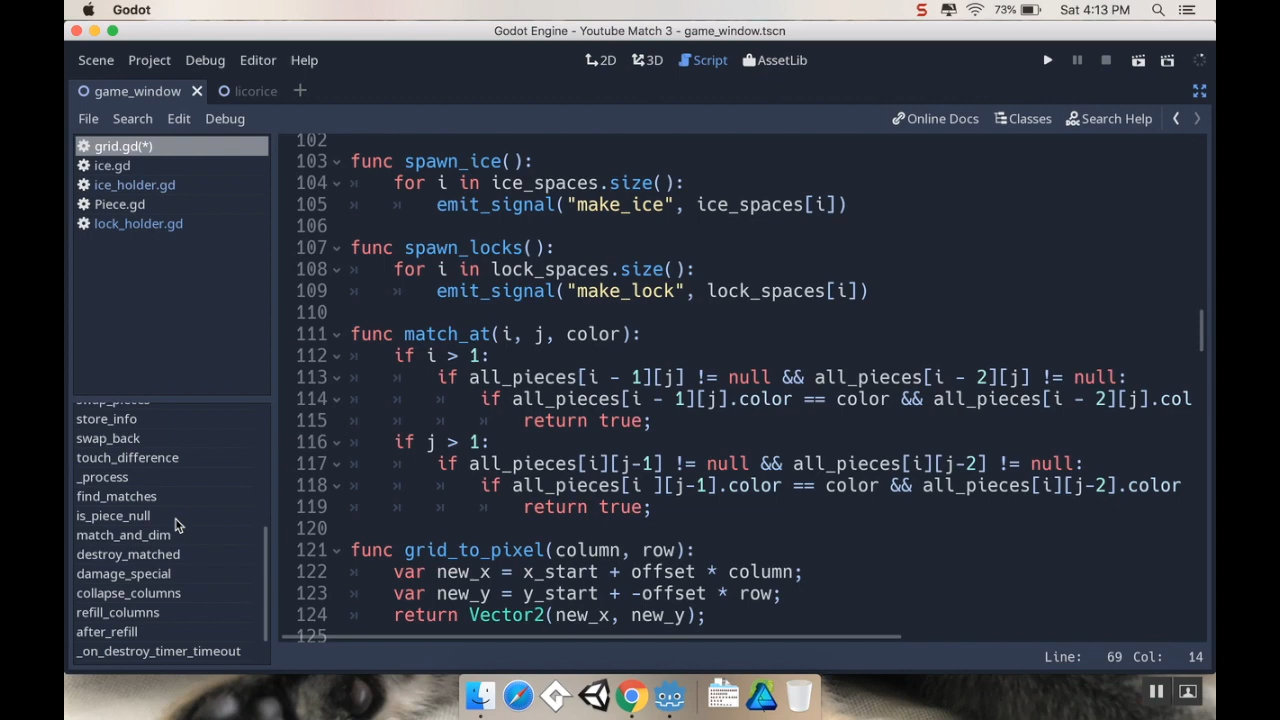 Godot
73%
Sat 4:13 PM
Godot Engine - Youtube Match 3 - game_window.tscn
Scene Project Debug Editor Help
2D 3D Script AssetLib
game_window licorice
File Search Edit Debug
Online Docs Classes Search Help
grid.gd(*)
ice.gd
ice_holder.gd
Piece.gd
lock_holder.gd
swap_pieces
store_info
swap_back
touch_difference
_process
find_matches
is_piece_null
match_and_dim
destroy_matched
damage_special
collapse_columns
refill_columns
after_refill
_on_destroy_timer_timeout
102
103 func spawn_ice():
104 for i in ice_spaces.size():
105 emit_signal("make_ice", ice_spaces[i])
106
107 func spawn_locks():
108 for i in lock_spaces.size():
109 emit_signal("make_lock", lock_spaces[i])
110
111 func match_at(i, j, color):
112 if i > 1:
113 if all_pieces[i - 1][j] != null && all_pieces[i - 2][j] != null:
114 if all_pieces[i - 1][j].color == color && all_pieces[i - 2][j].col
115 return true;
116 if j > 1:
117 if all_pieces[i][j-1] != null && all_pieces[i][j-2] != null:
118 if all_pieces[i ][j-1].color == color && all_pieces[i][j-2].color
119 return true;
120
121 func grid_to_pixel(column, row):
122 var new_x = x_start + offset * column;
123 var new_y = y_start + -offset * row;
124 return Vector2(new_x, new_y);
125
Line: 69 Col: 14